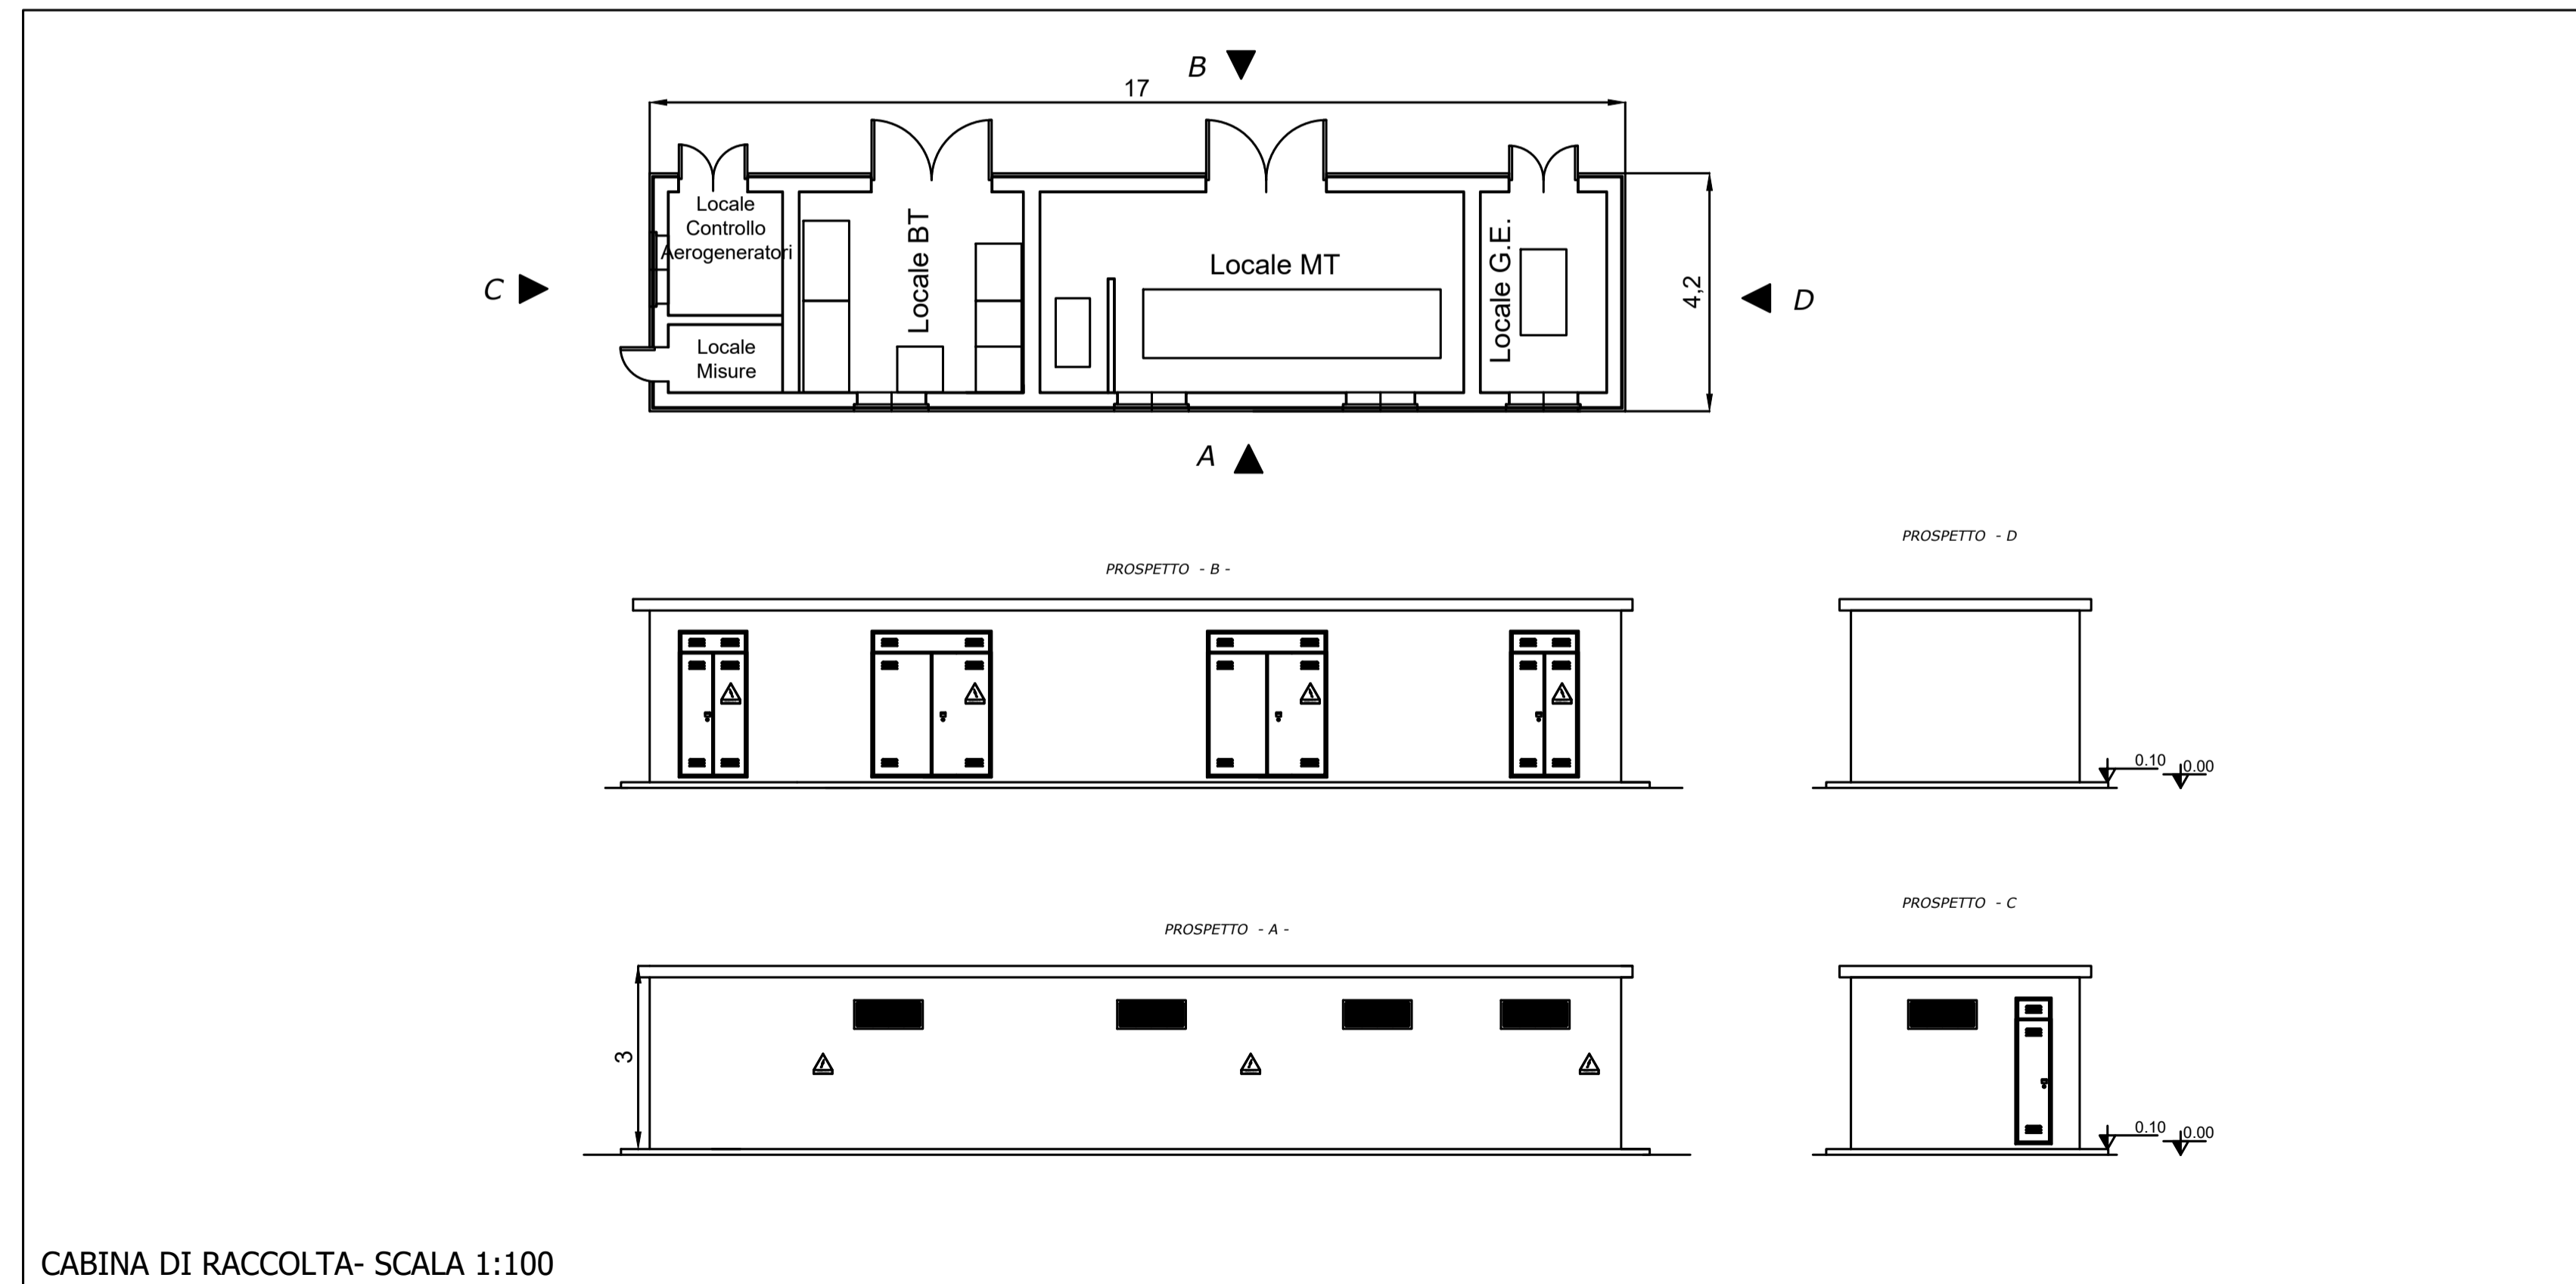 B
17
Locale
Controllo
Aerogeneratori
Locale BT
Locale MT
Locale G.E.
4,2
C
D
Locale
Misure
A
PROSPETTO - D
PROSPETTO - B -
0.10
0.00
PROSPETTO - C
PROSPETTO - A -
3
0.10
0.00
CABINA DI RACCOLTA- SCALA 1:100